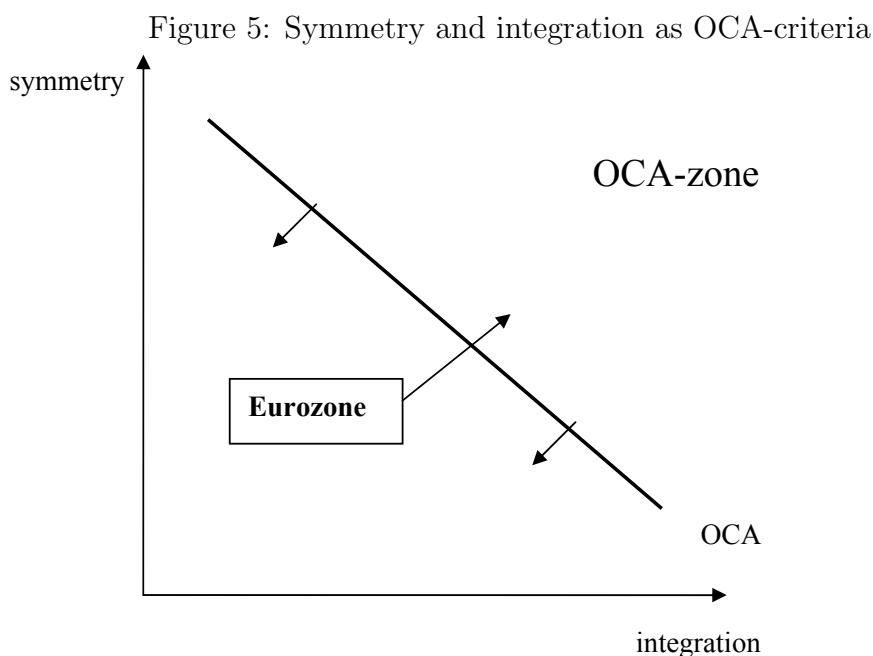 Figure 5: Symmetry and integration as OCA-criteria
symmetry
OCA-zone
Eurozone
OCA
integration